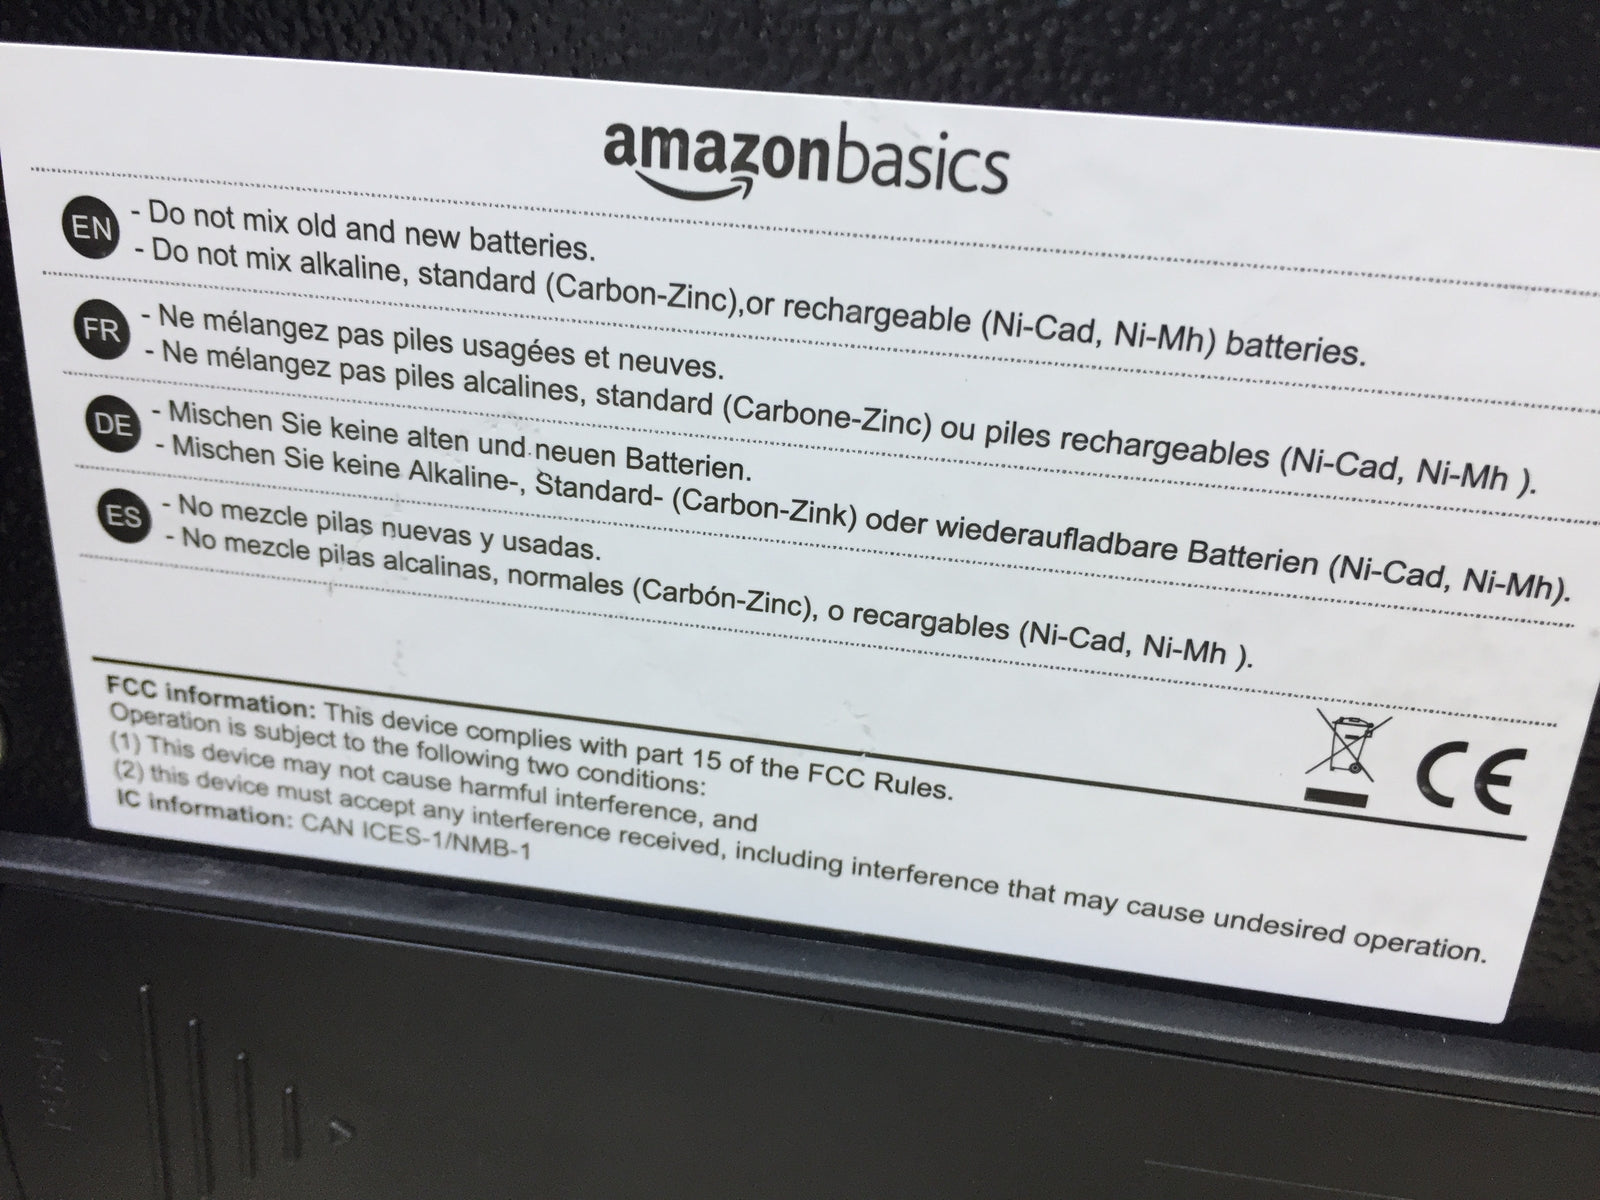 amazonbasics
EN - Do not mix old and new batteries.
- Do not mix alkaline, standard (Carbon-Zinc),or rechargeable (Ni-Cad, Ni-Mh) batteries.
FR - Ne mélangez pas piles usagées et neuves.
- Ne mélangez pas piles alcalines, standard (Carbone-Zinc) ou piles rechargeables (Ni-Cad, Ni-Mh ).
DE - Mischen Sie keine alten und neuen Batterien.
- Mischen Sie keine Alkaline-, Standard- (Carbon-Zink) oder wiederaufladbare Batterien (Ni-Cad, Ni-Mh).
ES - No mezcle pilas nuevas y usadas.
- No mezcle pilas alcalinas, normales (Carbón-Zinc), o recargables (Ni-Cad, Ni-Mh ).
CE
FCC information: This device complies with part 15 of the FCC Rules.
Operation is subject to the following two conditions:
(1) This device may not cause harmful interference, and
(2) this device must accept any interference received, including interference that may cause undesired operation.
IC information: CAN ICES-1/NMB-1